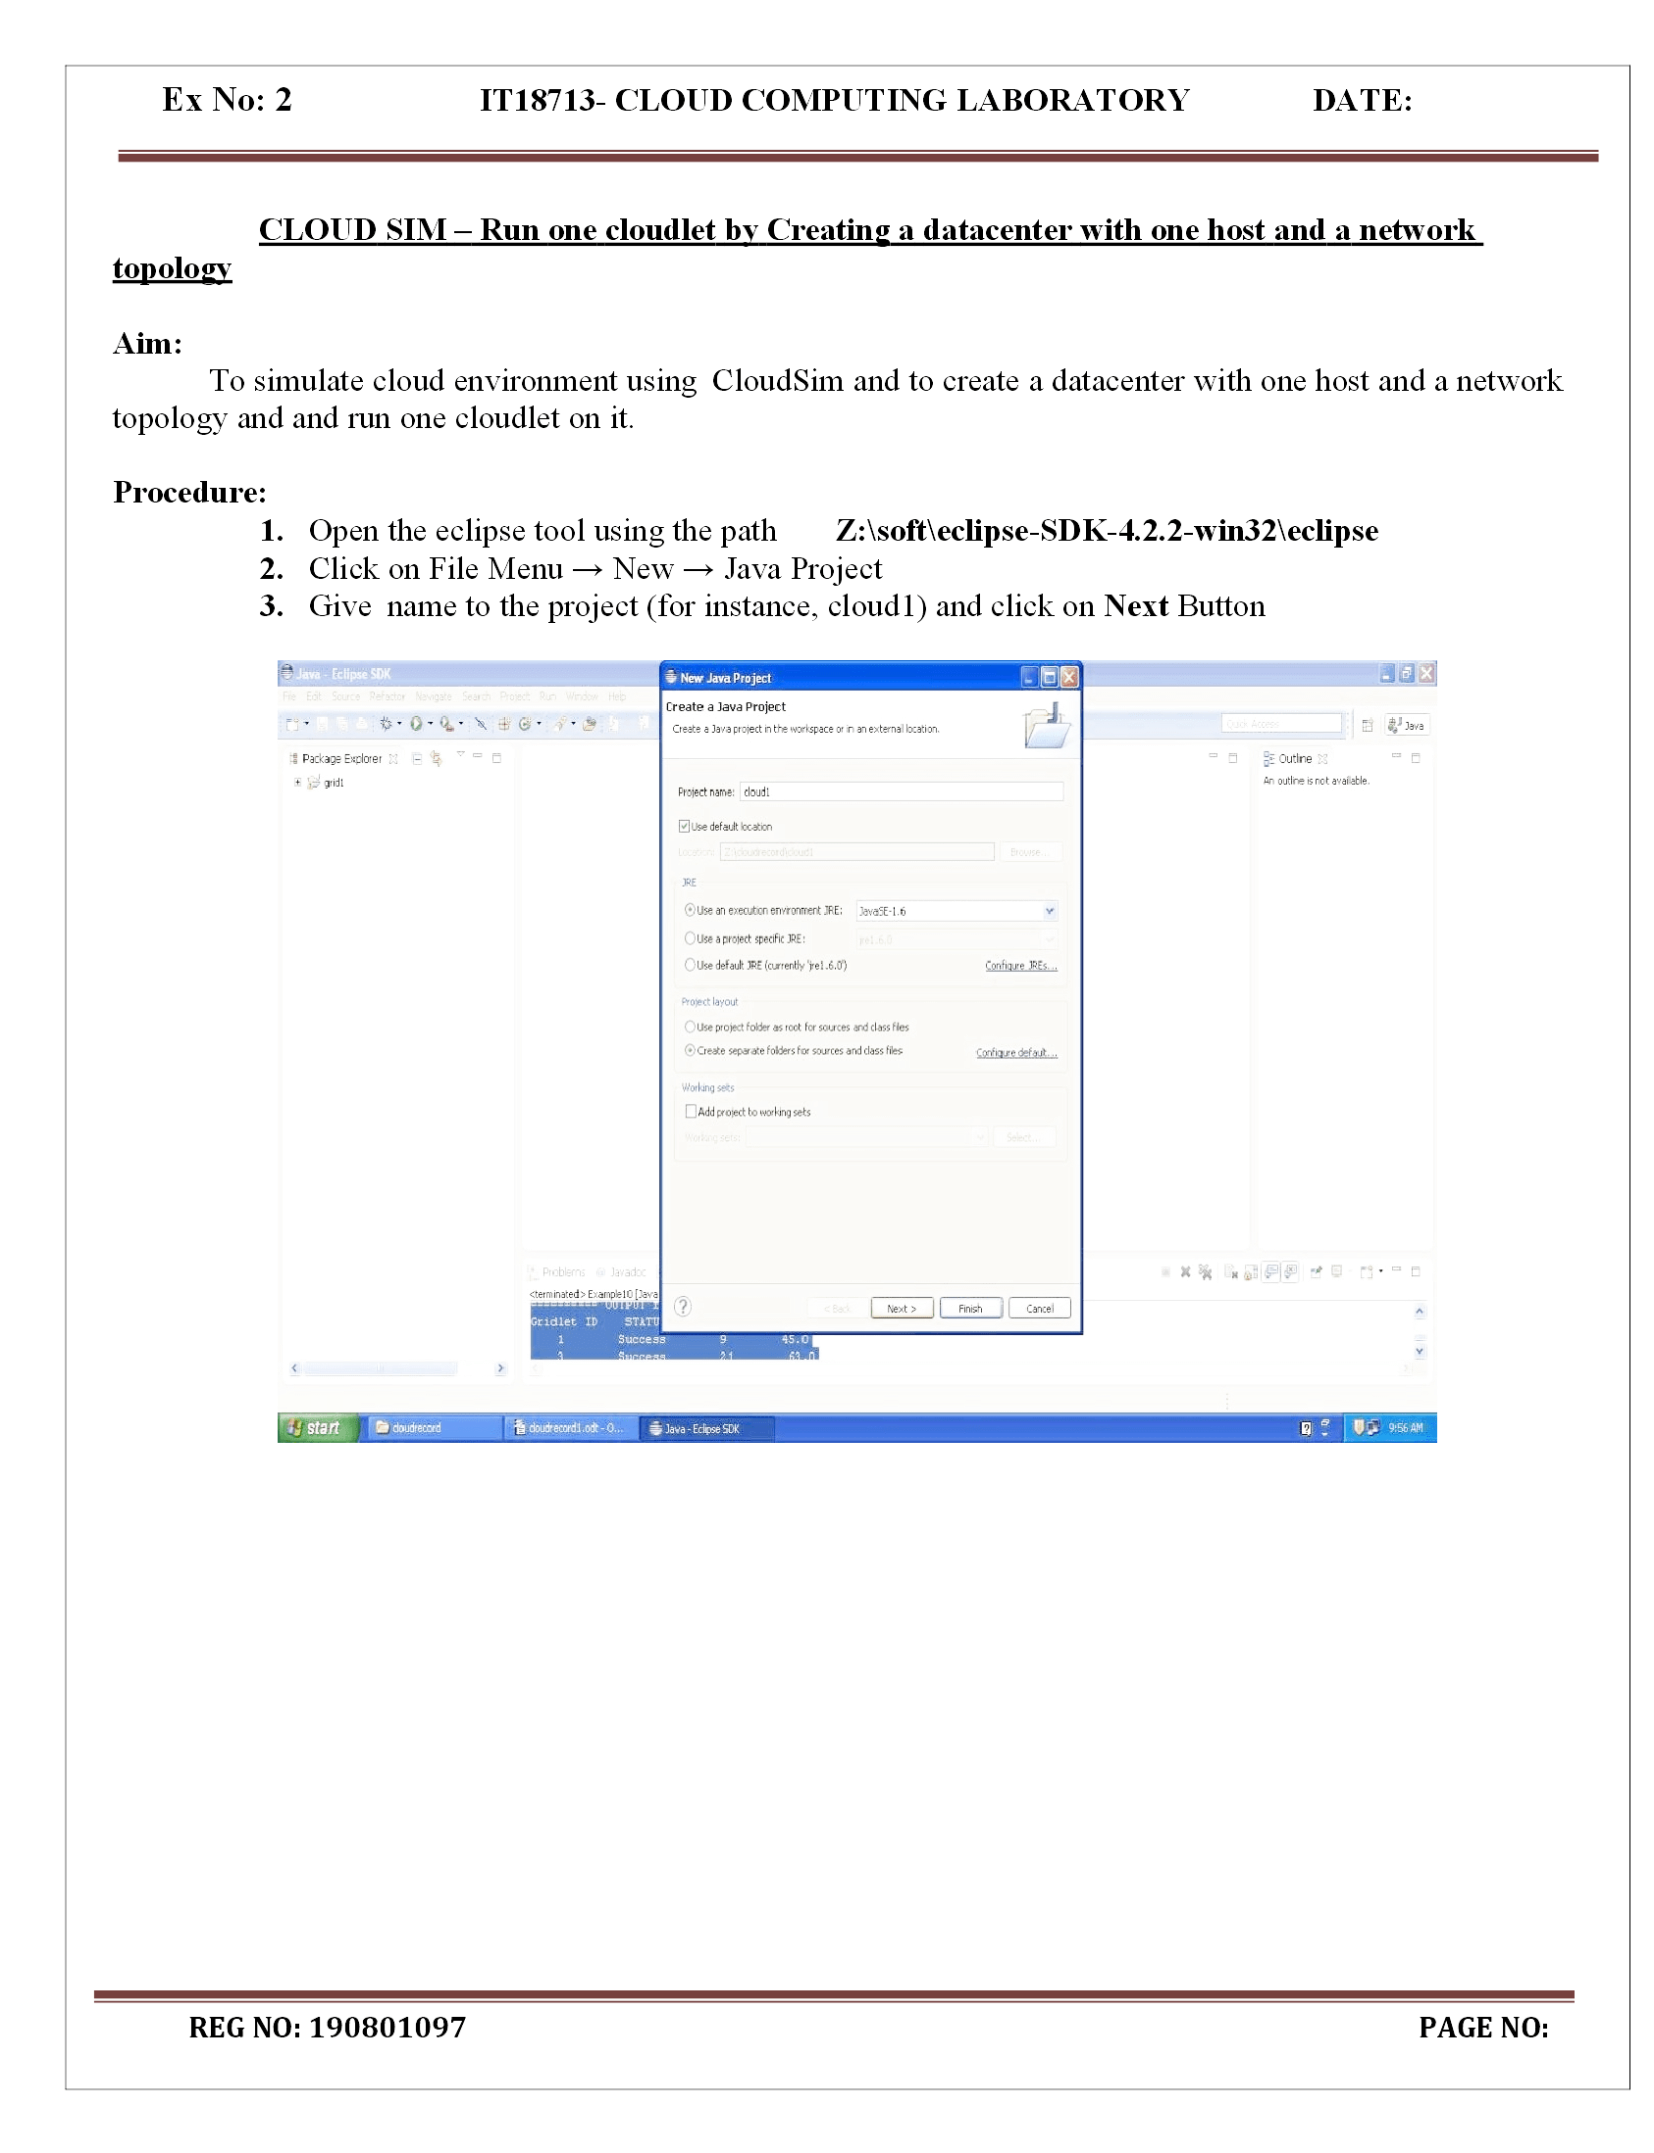 Ex No: 2 IT18713- CLOUD COMPUTING LABORATORY DATE:
CLOUD SIM – Run one cloudlet by Creating a datacenter with one host and a network
topology
Aim:
To simulate cloud environment using CloudSim and to create a datacenter with one host and a network
topology and and run one cloudlet on it.
Procedure:
1. Open the eclipse tool using the path Z:\soft\eclipse-SDK-4.2.2-win32\eclipse
2. Click on File Menu → New → Java Project
3. Give name to the project (for instance, cloud1) and click on Next Button
Java - Eclipse SDK
File Edit Source Refactor Navigate Search Project Run Window Help
Quick Access
Java
Package Explorer
grid1
Outline
An outline is not available.
New Java Project
Create a Java Project
Create a Java project in the workspace or in an external location.
Project name: cloud1
Use default location
Location: Z:\cloudrecord\cloud1 Browse...
JRE
Use an execution environment JRE: JavaSE-1.6
Use a project specific JRE: jre1.6.0
Use default JRE (currently 'jre1.6.0') Configure JREs...
Project layout
Use project folder as root for sources and class files
Create separate folders for sources and class files Configure default...
Working sets
Add project to working sets
Working sets: Select...
? < Back Next > Finish Cancel
Problems Javadoc
<terminated> Example10 [Java
========== OUTPUT
Gridlet ID STATU
1 Success 9 45.0
3 Success 21 63.0
start cloudrecord cloudrecord1.odt - O... Java - Eclipse SDK 9:56 AM
REG NO: 190801097 PAGE NO: